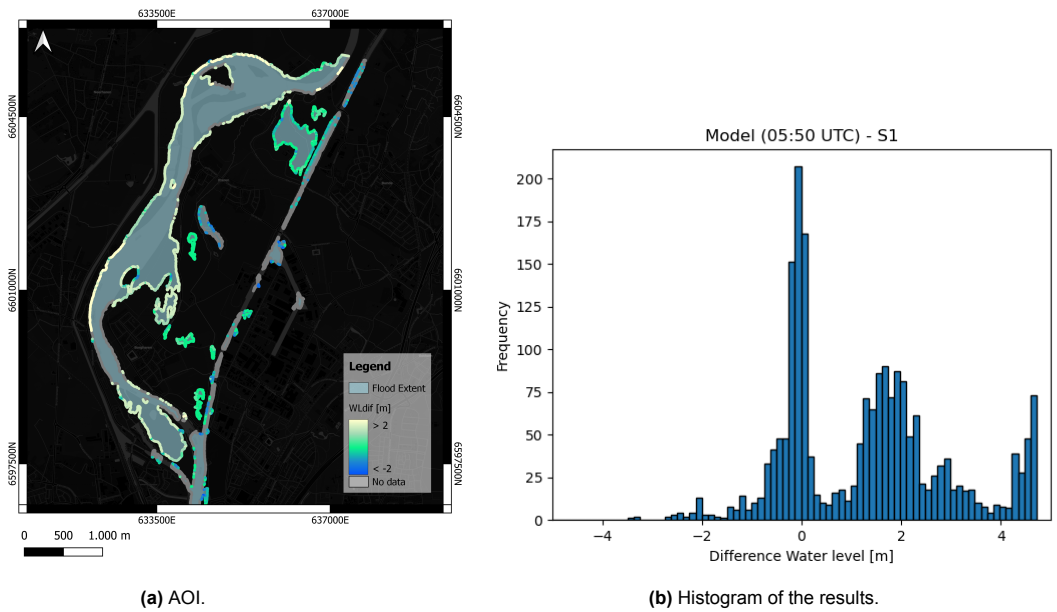 633500E 637000E
6604500N 6604500N
6601000N 6601000N
6597500N 6597500N
Legend
Flood Extent
WLdif [m]
> 2
< -2
No data
633500E 637000E
0 500 1.000 m
(a) AOI.
Model (05:50 UTC) - S1
Frequency
200
175
150
125
100
75
50
25
0
−4 −2 0 2 4
Difference Water level [m]
(b) Histogram of the results.